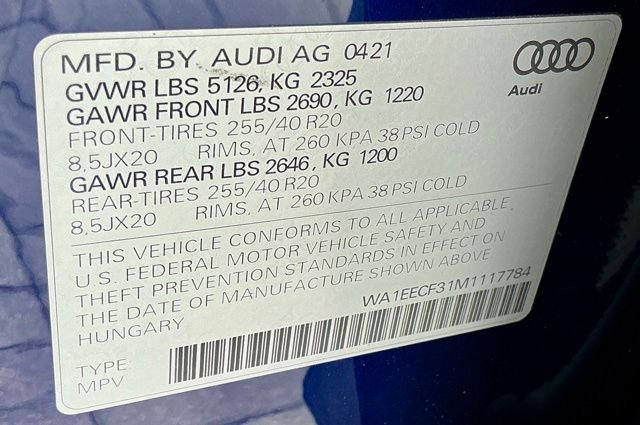 MFD. BY AUDI AG 0421
Audi
GVWR LBS 5126, KG 2325
GAWR FRONT LBS 2690, KG 1220
FRONT-TIRES 255/40 R20
8,5JX20 RIMS, AT 260 KPA 38 PSI COLD
GAWR REAR LBS 2646, KG 1200
REAR-TIRES 255/40 R20
8,5JX20 RIMS, AT 260 KPA 38 PSI COLD
THIS VEHICLE CONFORMS TO ALL APPLICABLE
U.S. FEDERAL MOTOR VEHICLE SAFETY AND
THEFT PREVENTION STANDARDS IN EFFECT ON
THE DATE OF MANUFACTURE SHOWN ABOVE.
HUNGARY
WA1EECF31M1117784
TYPE
MPV